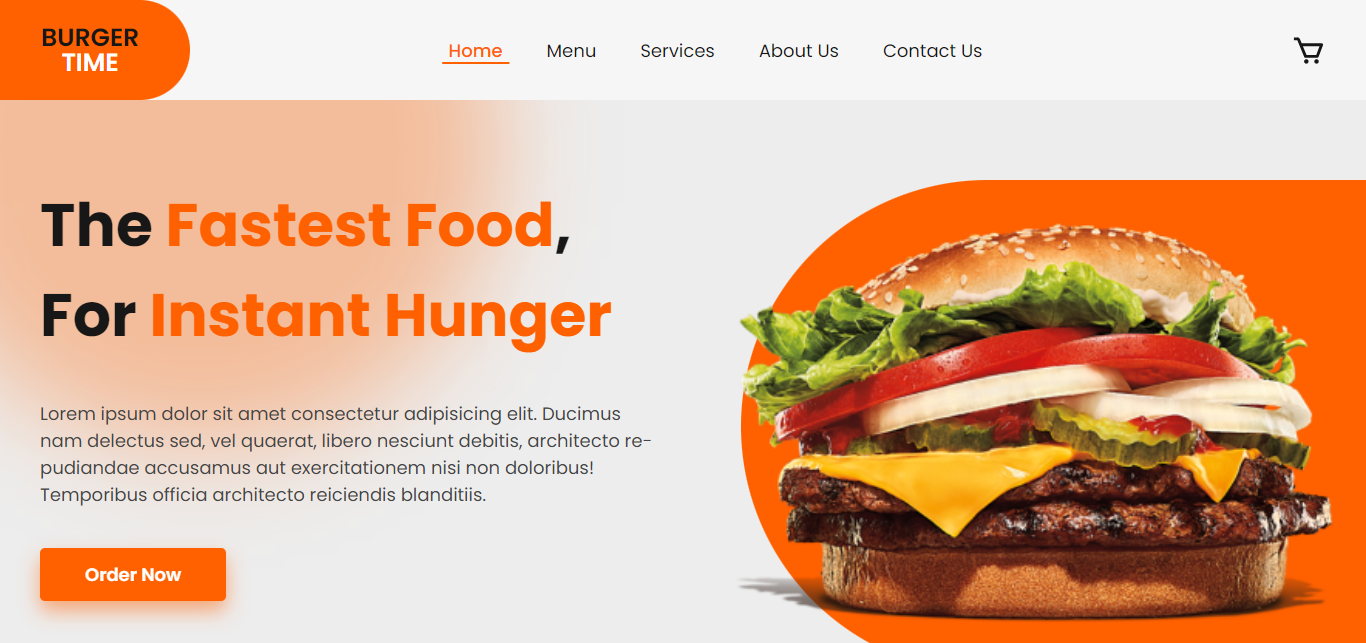 BURGER
TIME
Home
Menu
Services
About Us
Contact Us
The Fastest Food,
For Instant Hunger
Lorem ipsum dolor sit amet consectetur adipisicing elit. Ducimus
nam delectus sed, vel quaerat, libero nesciunt debitis, architecto re-
pudiandae accusamus aut exercitationem nisi non doloribus!
Temporibus officia architecto reiciendis blanditiis.
Order Now